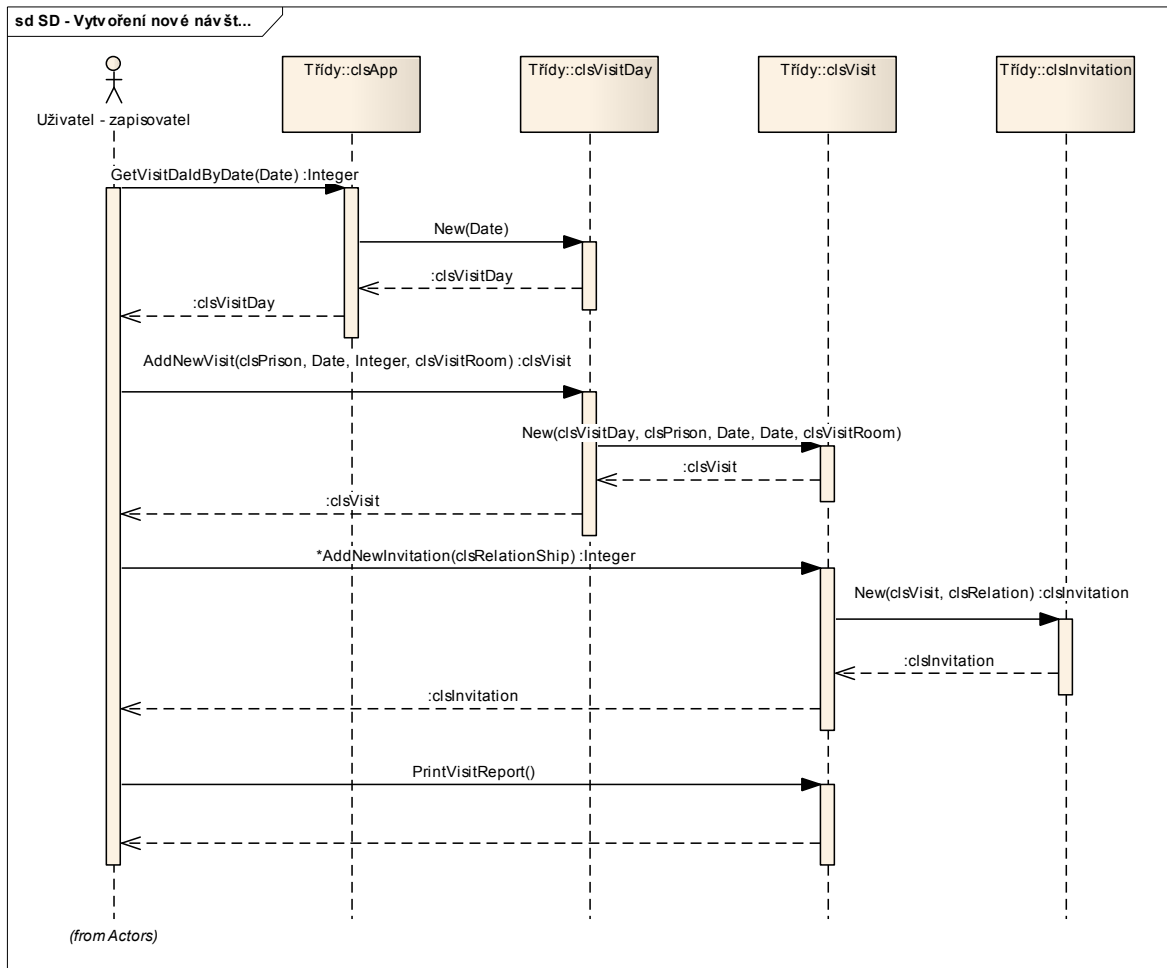 sd SD - Vytvoření nové návšt...
Uživatel - zapisovatel
Třídy::clsApp
Třídy::clsVisitDay
Třídy::clsVisit
Třídy::clsInvitation
GetVisitDaIdByDate(Date) :Integer
New(Date)
:clsVisitDay
:clsVisitDay
AddNewVisit(clsPrison, Date, Integer, clsVisitRoom) :clsVisit
New(clsVisitDay, clsPrison, Date, Date, clsVisitRoom)
:clsVisit
:clsVisit
*AddNewInvitation(clsRelationShip) :Integer
New(clsVisit, clsRelation) :clsInvitation
:clsInvitation
:clsInvitation
PrintVisitReport()
(from Actors)